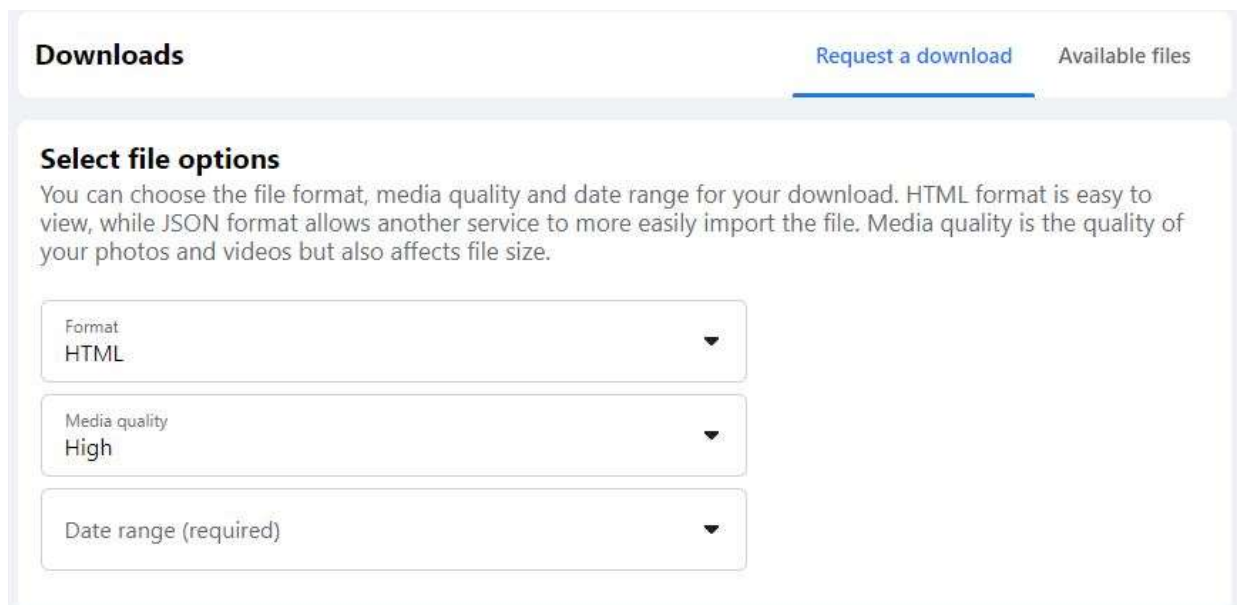 Downloads
Request a download
Available files
Select file options
You can choose the file format, media quality and date range for your download. HTML format is easy to
view, while JSON format allows another service to more easily import the file. Media quality is the quality of
your photos and videos but also affects file size.
Format
HTML
Media quality
High
Date range (required)